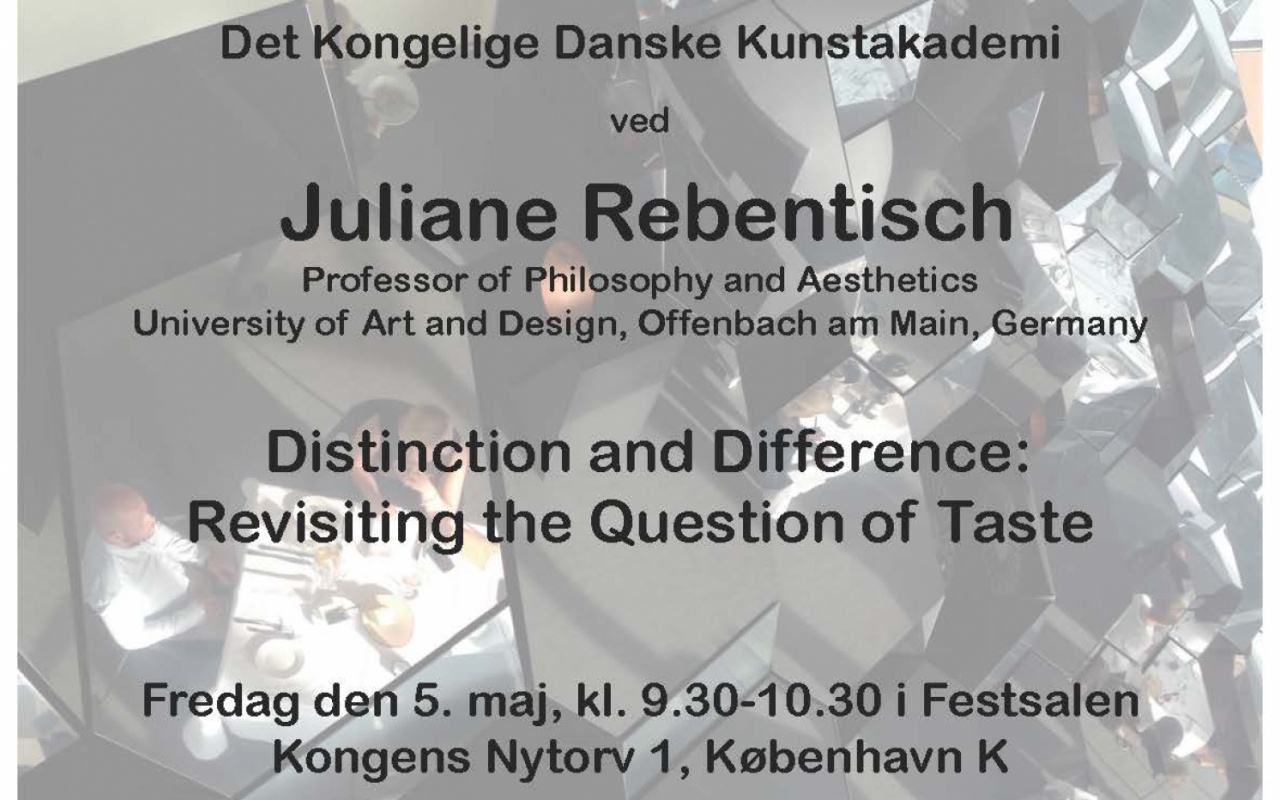 Det Kongelige Danske Kunstakademi
ved
Juliane Rebentisch
Professor of Philosophy and Aesthetics
University of Art and Design, Offenbach am Main, Germany
Distinction and Difference:
Revisiting the Question of Taste
Fredag den 5. maj, kl. 9.30-10.30 i Festsalen
Kongens Nytorv 1, København K